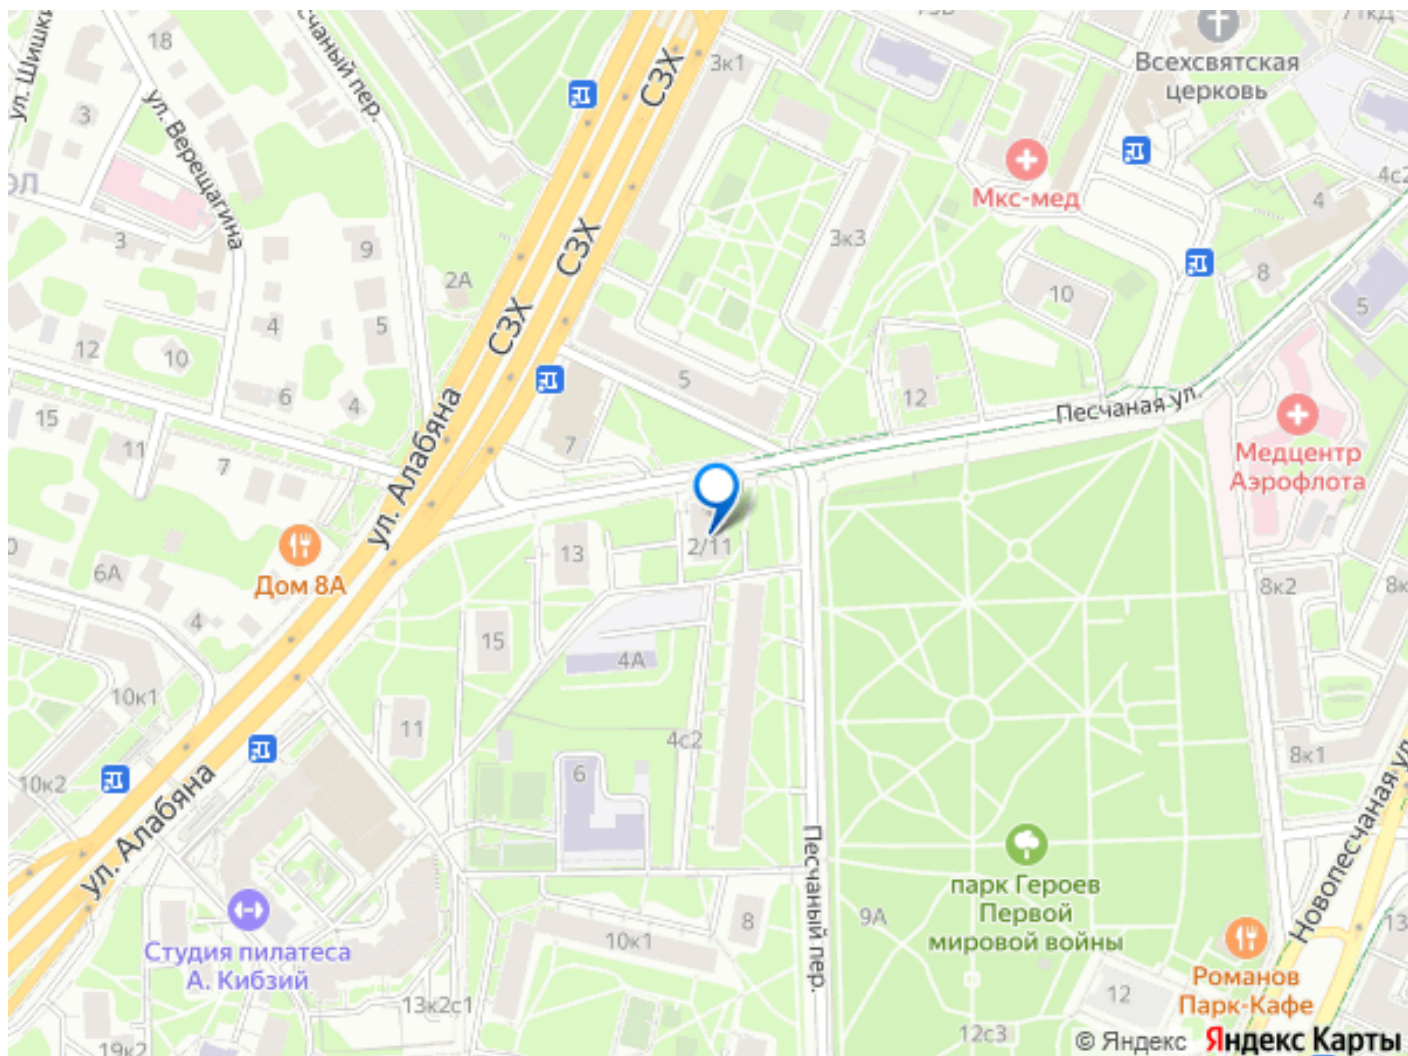 ул. Шишки
18
счаный пер.
3
ул. Верещагина
ОЛ
3
9
2А
4
5
12
10
6
4
15
11
7
СЗХ
СЗХ
СЗХ
3к1
Всехсвятская
церковь
71кД
4с2
Мкс-мед
4
3к3
8
10
5
5
12
Песчаная ул.
7
Медцентр
Аэрофлота
ул. Алабяна
2/11
13
Дом 8А
6А
4
15
4А
8к2
8к
10к1
11
4с2
8к1
10к2
6
ул. Алабяна
Песчаный пер.
Новопесчаная ул.
парк Героев
Первой
мировой войны
9А
8
10к1
13
Студия пилатеса
А. Кибзий
Романов
Парк-Кафе
12
13к2с1
12с3
19к2
© Яндекс Яндекс Карты